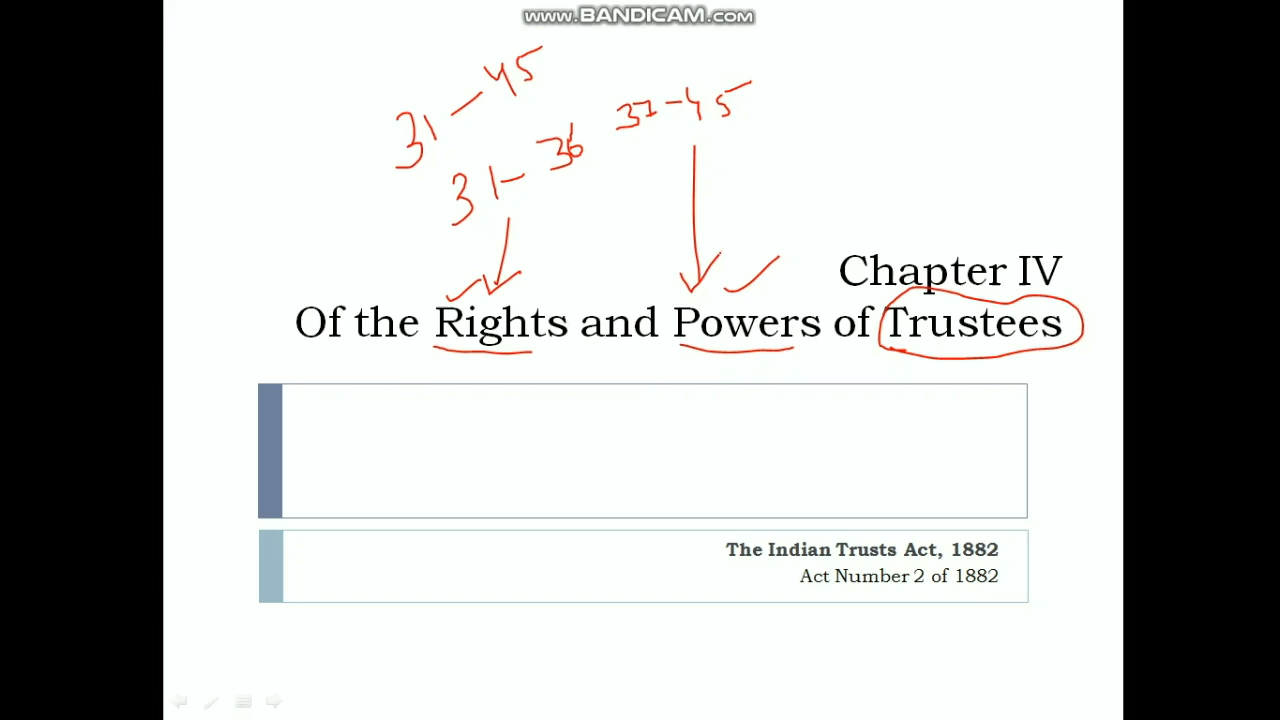 www.BANDICAM.com
31 - 45
31 - 36
37 - 45
Chapter IV
Of the Rights and Powers of Trustees
The Indian Trusts Act, 1882
Act Number 2 of 1882